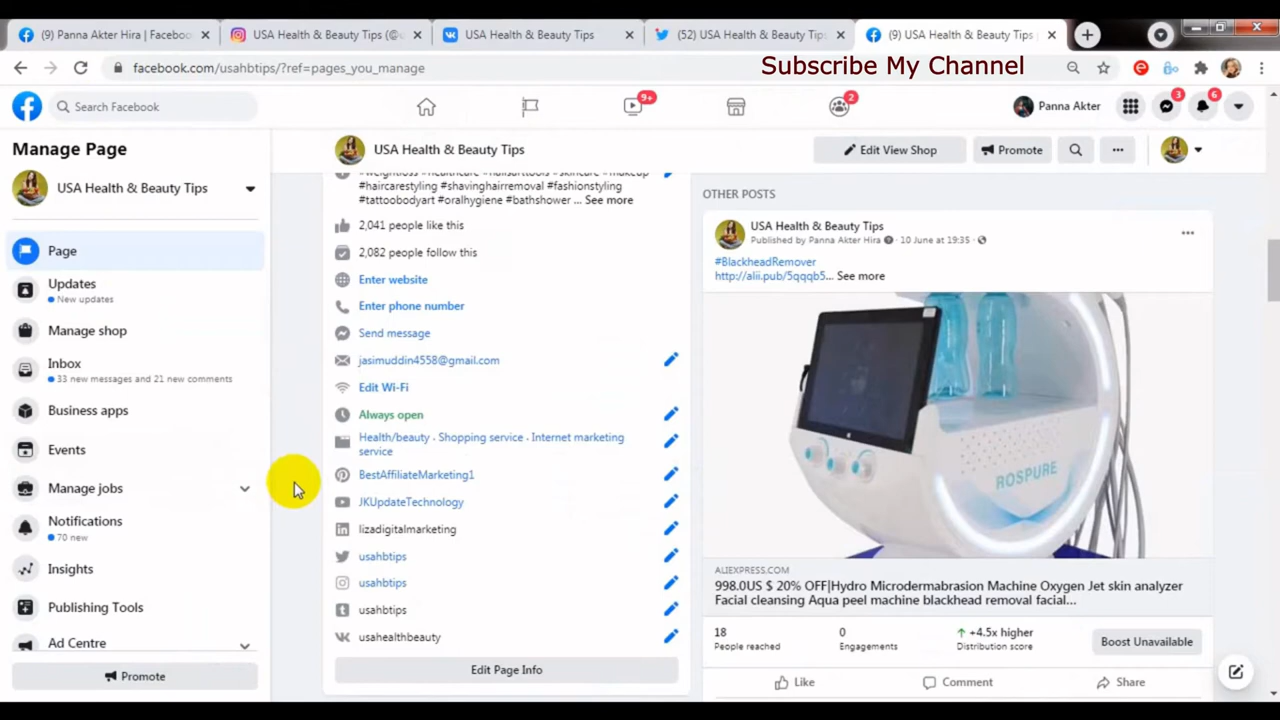 (9) Panna Akter Hira | Faceboo
USA Health & Beauty Tips (@u
USA Health & Beauty Tips
(52) USA Health & Beauty Tips
(9) USA Health & Beauty Tips
facebook.com/usahbtips/?ref=pages_you_manage
Subscribe My Channel
Search Facebook
9+
2
Panna Akter
3
6
Manage Page
USA Health & Beauty Tips
Page
Updates
New updates
Manage shop
Inbox
33 new messages and 21 new comments
Business apps
Events
Manage jobs
Notifications
70 new
Insights
Publishing Tools
Ad Centre
Promote
USA Health & Beauty Tips
Edit View Shop
Promote
#haircarestyling #shavinghairremoval #fashionstyling
#tattoobodyart #oralhygiene #bathshower ... See more
2,041 people like this
2,082 people follow this
Enter website
Enter phone number
Send message
jasimuddin4558@gmail.com
Edit Wi-Fi
Always open
Health/beauty · Shopping service · Internet marketing
service
BestAffiliateMarketing1
JKUpdateTechnology
lizadigitalmarketing
usahbtips
usahbtips
usahbtips
usahealthbeauty
Edit Page Info
OTHER POSTS
USA Health & Beauty Tips
Published by Panna Akter Hira · 10 June at 19:35 ·
#BlackheadRemover
http://alii.pub/5qqqb5... See more
ROSPURE
ALIEXPRESS.COM
998.0US $ 20% OFF|Hydro Microdermabrasion Machine Oxygen Jet skin analyzer
Facial cleansing Aqua peel machine blackhead removal facial...
18
People reached
0
Engagements
+4.5x higher
Distribution score
Boost Unavailable
Like
Comment
Share